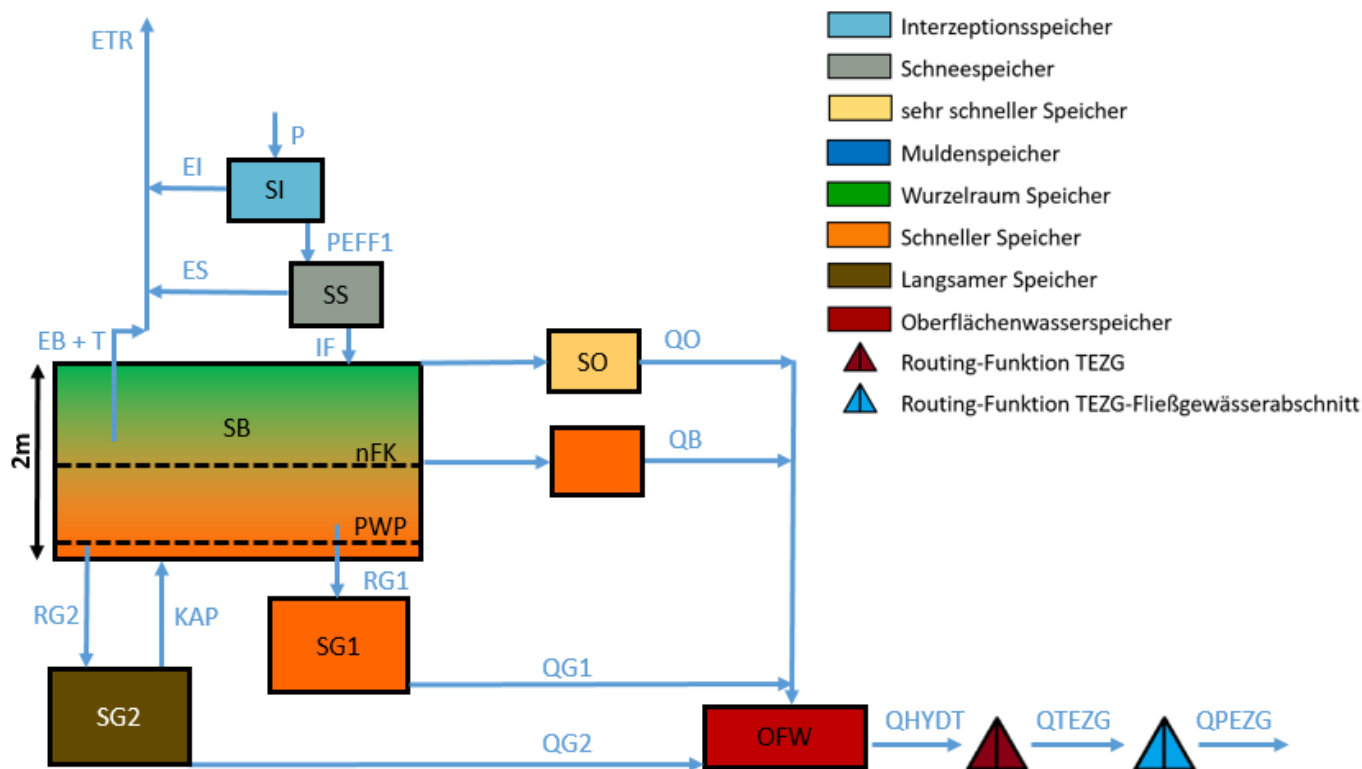 ETR
P
EI
SI
PEFF1
ES
SS
EB + T
IF
SO
QO
2m
SB
nFK
QB
PWP
RG1
RG2
KAP
SG1
QG1
SG2
QG2
OFW
QHYDT
QTEZG
QPEZG
Interzeptionsspeicher
Schneespeicher
sehr schneller Speicher
Muldenspeicher
Wurzelraum Speicher
Schneller Speicher
Langsamer Speicher
Oberflächenwasserspeicher
Routing-Funktion TEZG
Routing-Funktion TEZG-Fließgewässerabschnitt